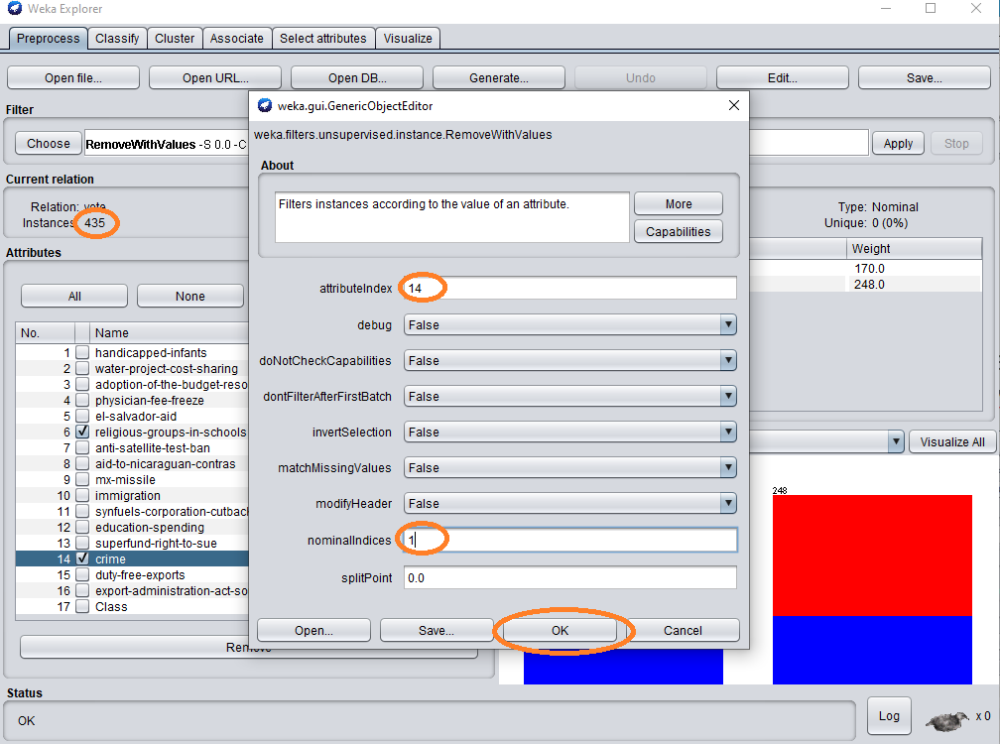 Weka Explorer
Preprocess Classify Cluster Associate Select attributes Visualize
Open file... Open URL... Open DB... Generate... Undo Edit... Save...
Filter
Choose RemoveWithValues -S 0.0 -C
Apply Stop
Current relation
Relation: vote
Instances: 435
Attributes
All None
No. Name
1 handicapped-infants
2 water-project-cost-sharing
3 adoption-of-the-budget-reso
4 physician-fee-freeze
5 el-salvador-aid
6 religious-groups-in-schools
7 anti-satellite-test-ban
8 aid-to-nicaraguan-contras
9 mx-missile
10 immigration
11 synfuels-corporation-cutback
12 education-spending
13 superfund-right-to-sue
14 crime
15 duty-free-exports
16 export-administration-act-so
17 Class
Remove
weka.gui.GenericObjectEditor
weka.filters.unsupervised.instance.RemoveWithValues
About
Filters instances according to the value of an attribute.
More
Capabilities
attributeIndex 14
debug False
doNotCheckCapabilities False
dontFilterAfterFirstBatch False
invertSelection False
matchMissingValues False
modifyHeader False
nominalIndices 1
splitPoint 0.0
Open... Save... OK Cancel
Type: Nominal
Unique: 0 (0%)
Weight
170.0
248.0
Visualize All
248
Status
OK
Log x 0